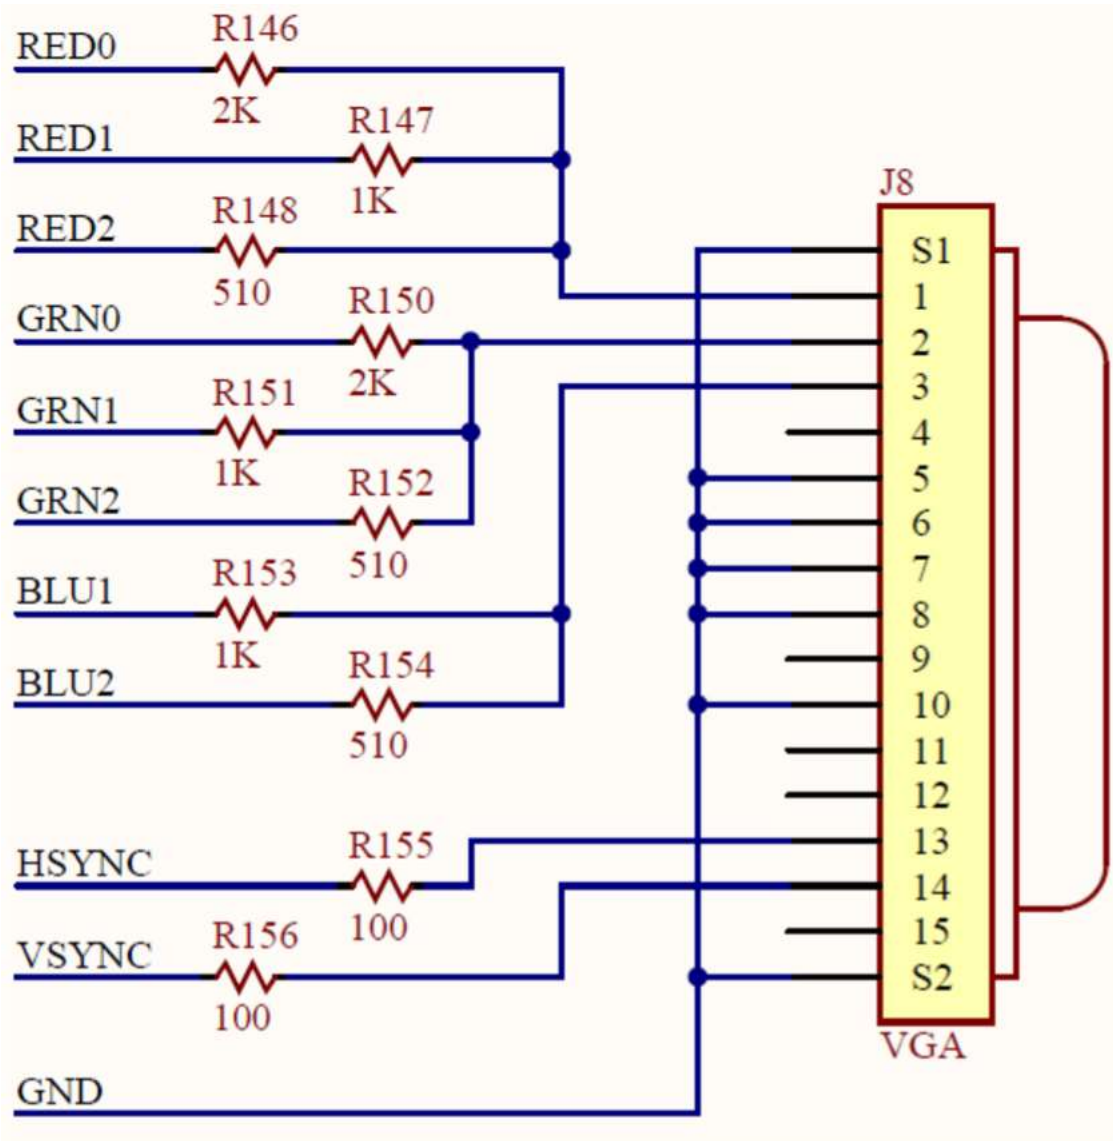 RED0
R146
2K
RED1
R147
1K
RED2
R148
510
GRN0
R150
2K
GRN1
R151
1K
GRN2
R152
510
BLU1
R153
1K
BLU2
R154
510
HSYNC
R155
100
VSYNC
R156
100
GND
J8
S1
1
2
3
4
5
6
7
8
9
10
11
12
13
14
15
S2
VGA